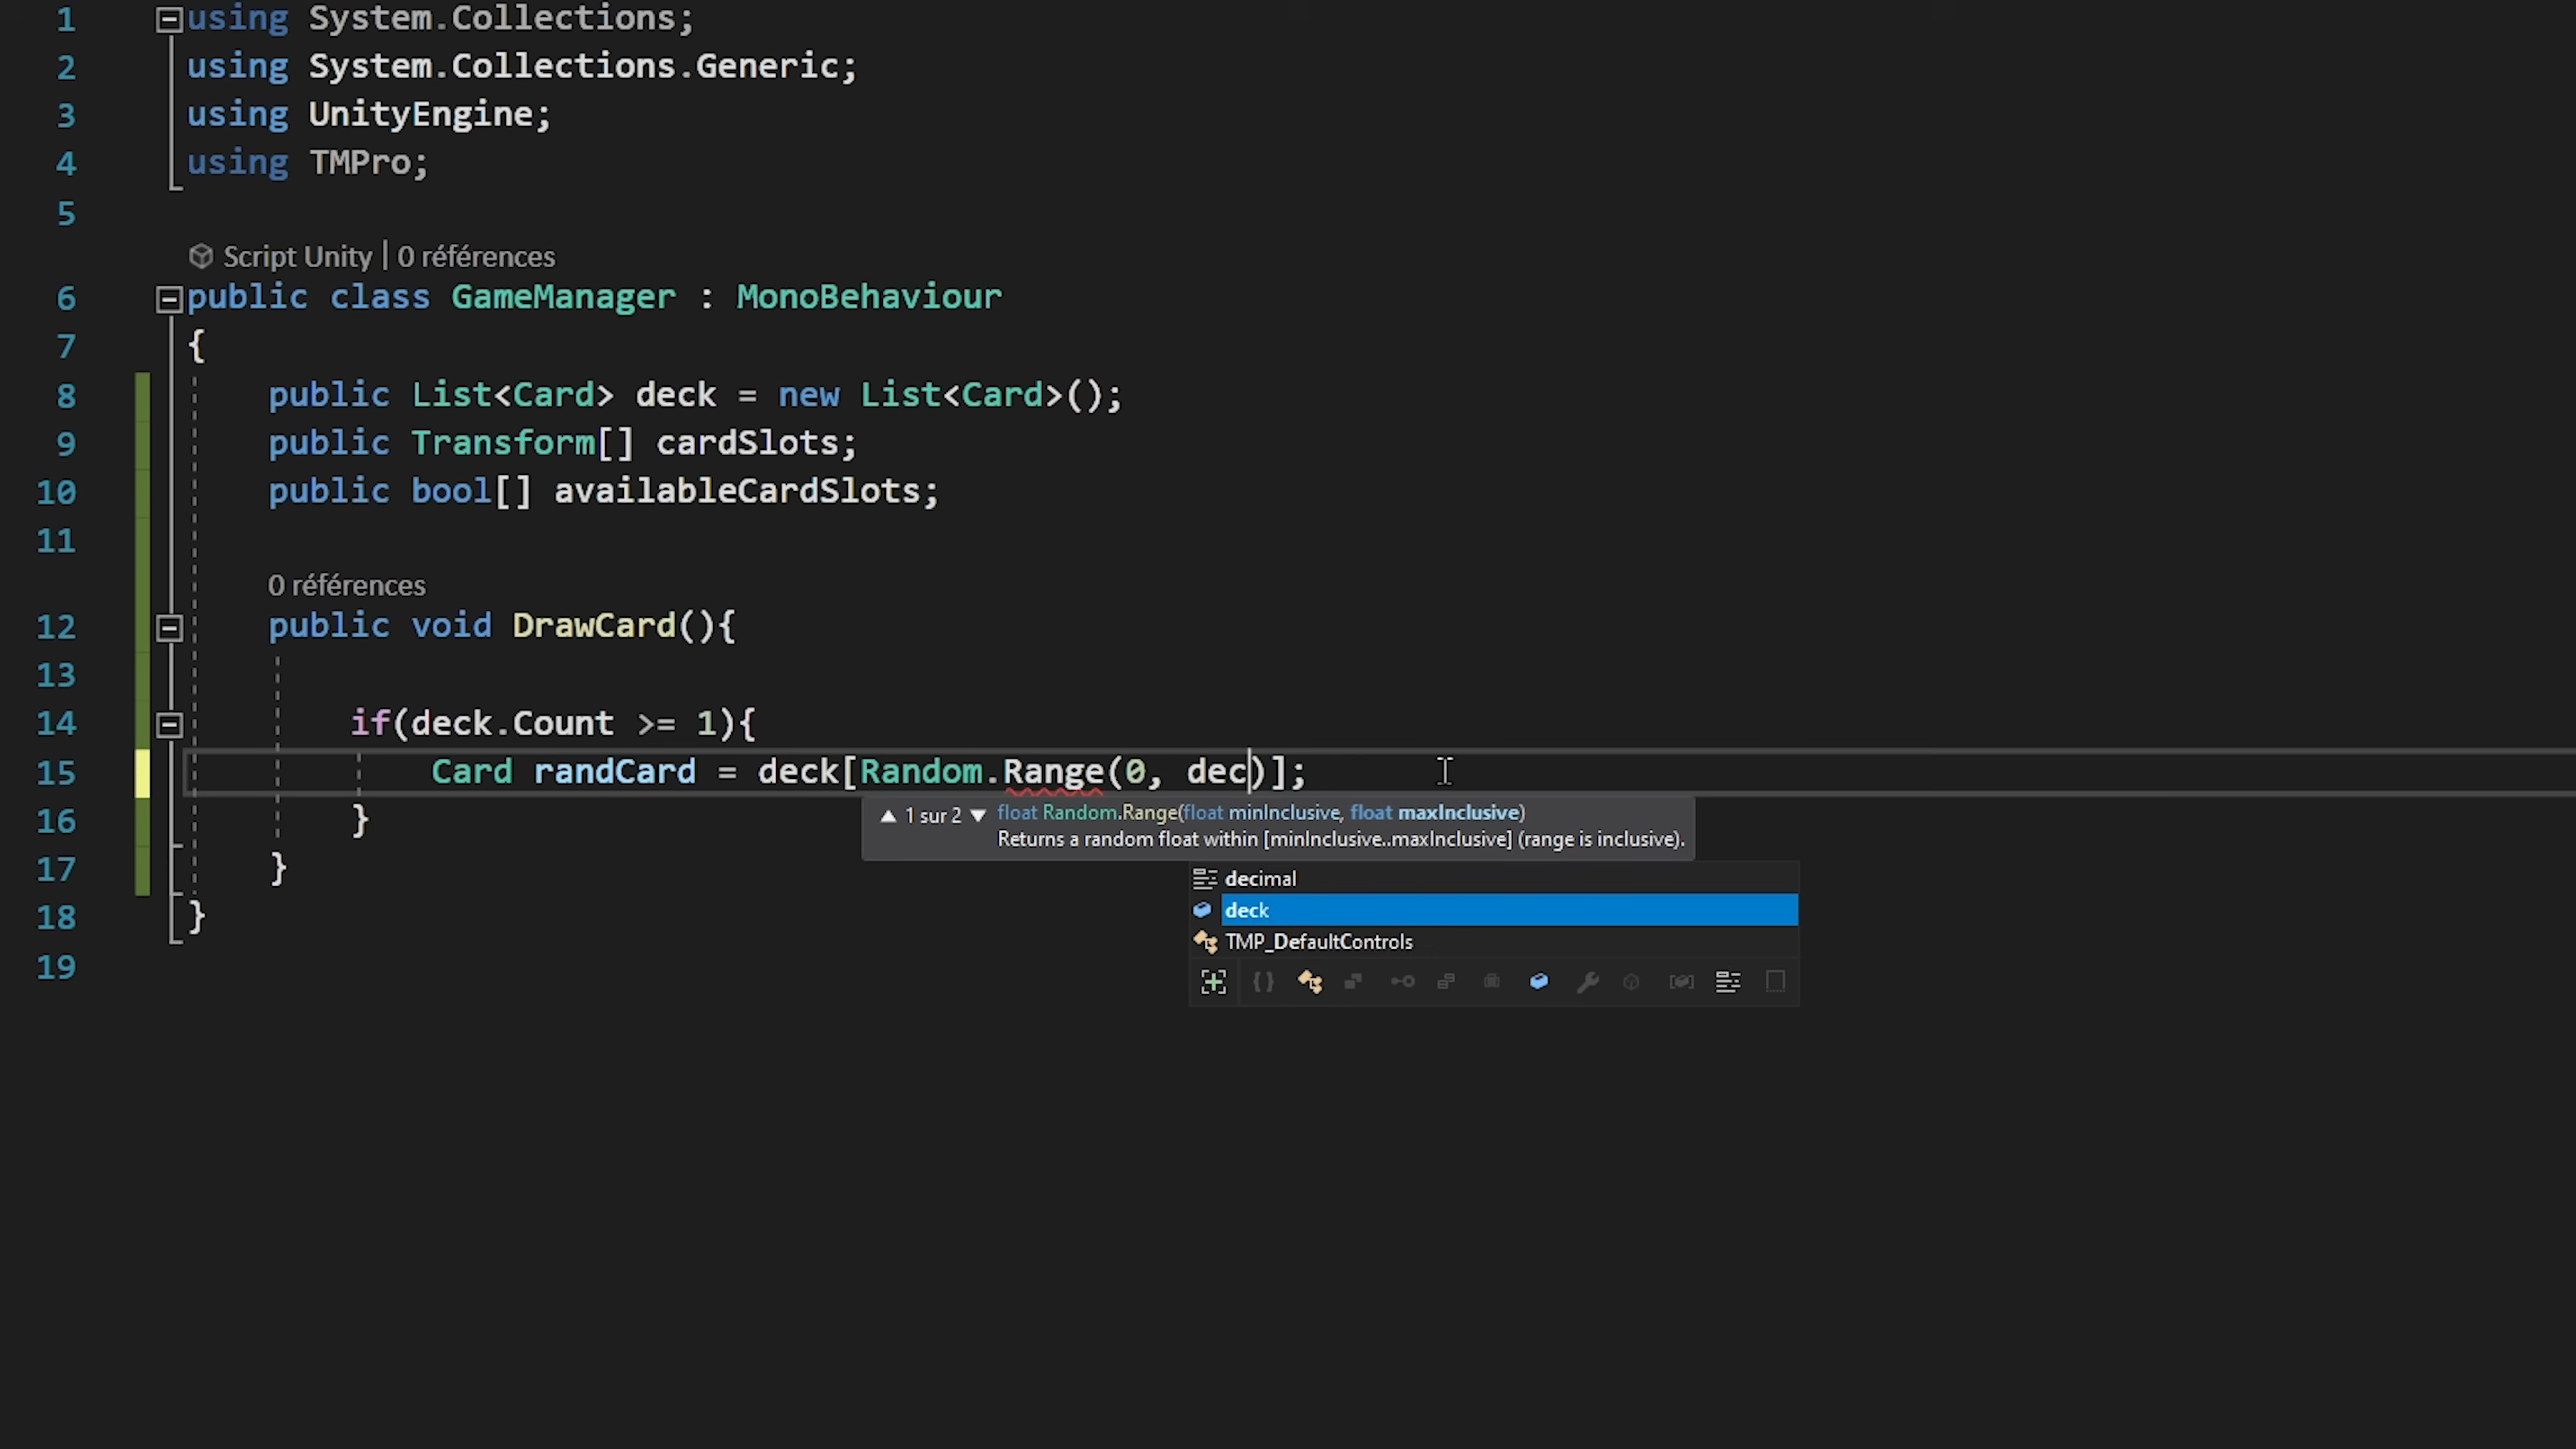 1 using System.Collections;
2 using System.Collections.Generic;
3 using UnityEngine;
4 using TMPro;
5
Script Unity | 0 références
6 public class GameManager : MonoBehaviour
7 {
8 public List<Card> deck = new List<Card>();
9 public Transform[] cardSlots;
10 public bool[] availableCardSlots;
11
0 références
12 public void DrawCard(){
13
14 if(deck.Count >= 1){
15 Card randCard = deck[Random.Range(0, dec)];
16 }
1 sur 2 float Random.Range(float minInclusive, float maxInclusive)
Returns a random float within [minInclusive..maxInclusive] (range is inclusive).
17 }
decimal
deck
18 }
TMP_DefaultControls
19